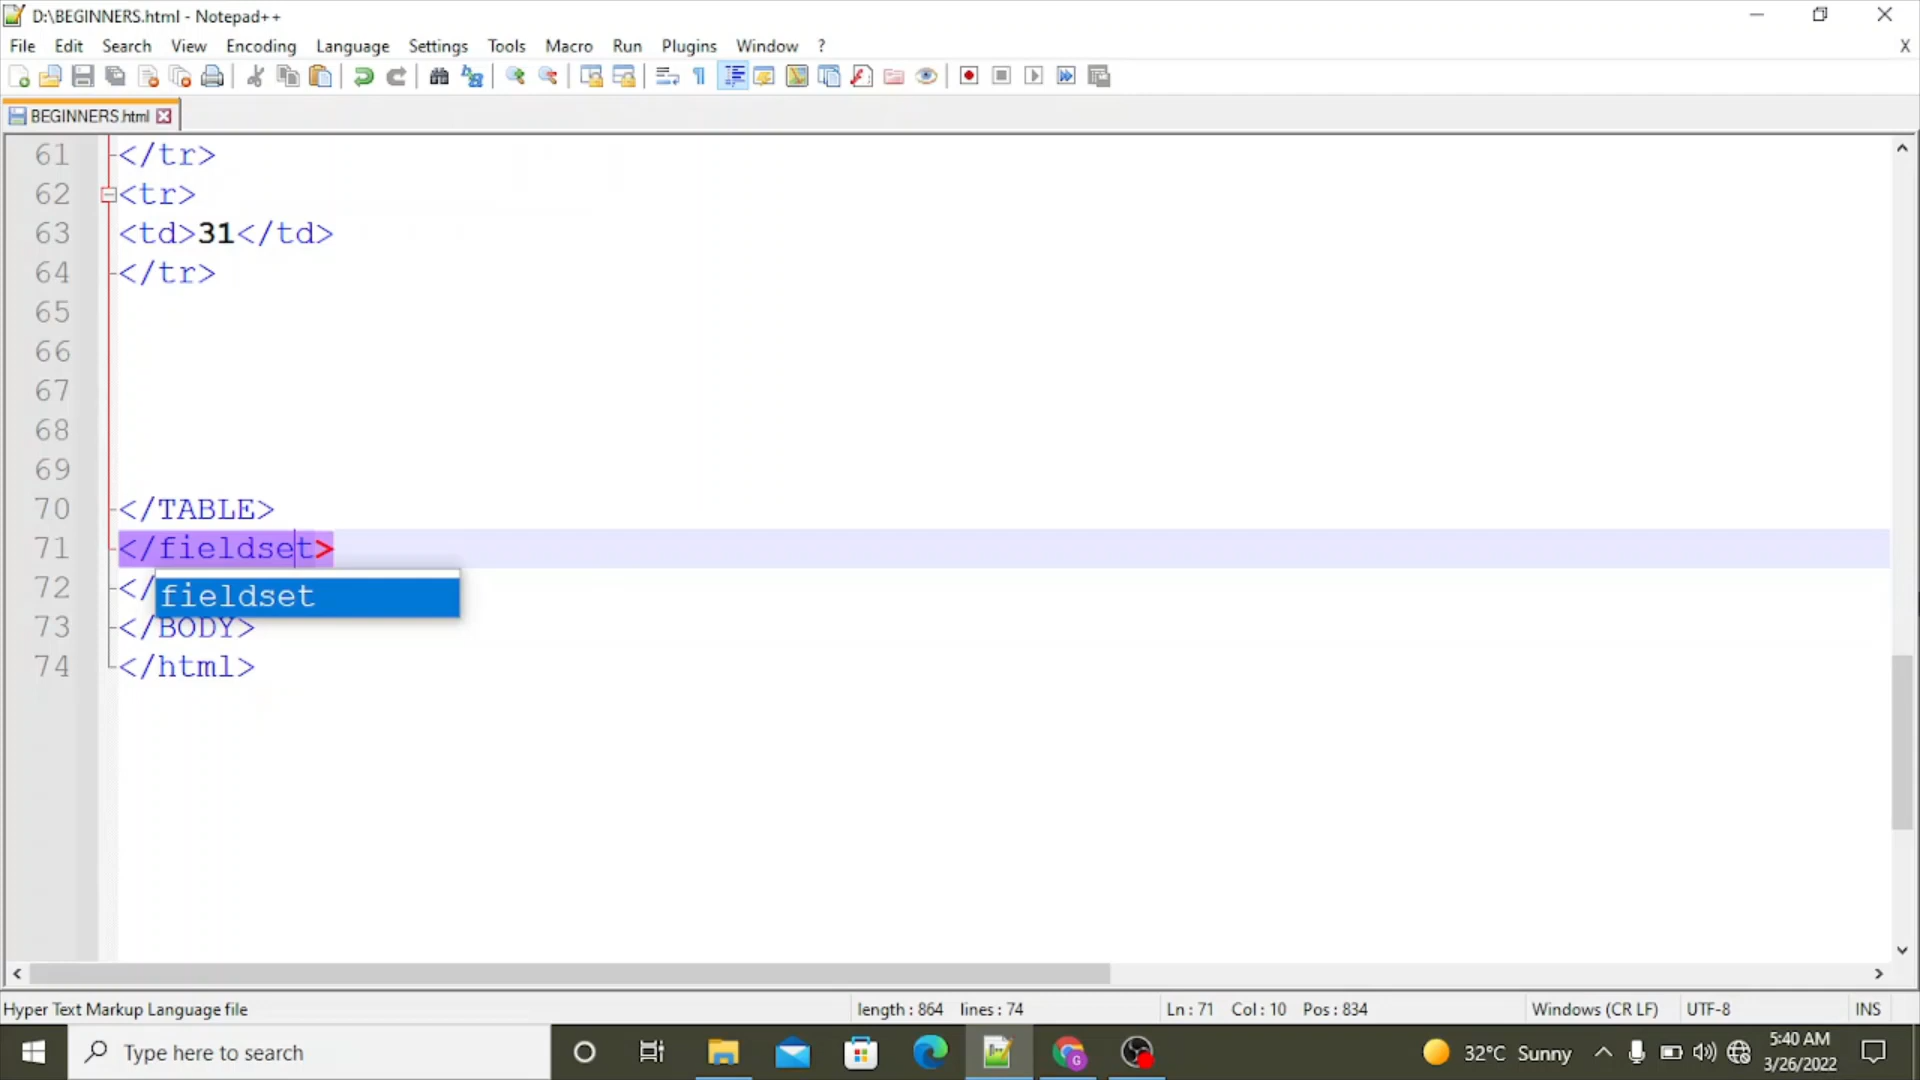 D:\BEGINNERS.html - Notepad++
File Edit Search View Encoding Language Settings Tools Macro Run Plugins Window ? X
BEGINNERS.html
61 </tr>
62 <tr>
63 <td>31</td>
64 </tr>
65
66
67
68
69
70 </TABLE>
71 </fieldset>
72 </
fieldset
73 </BODY>
74 </html>
Hyper Text Markup Language file length : 864 lines : 74 Ln : 71 Col : 10 Pos : 834 Windows (CR LF) UTF-8 INS
Type here to search G 32°C Sunny 5:40 AM
3/26/2022